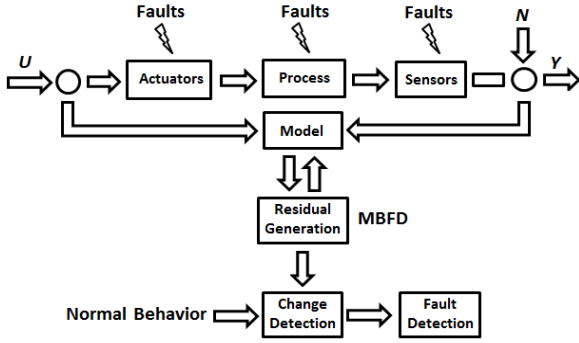 Faults
Faults
Faults
N
U
Y
Actuators
Process
Sensors
Model
Residual
Generation
MBFD
Normal Behavior
Change
Detection
Fault
Detection